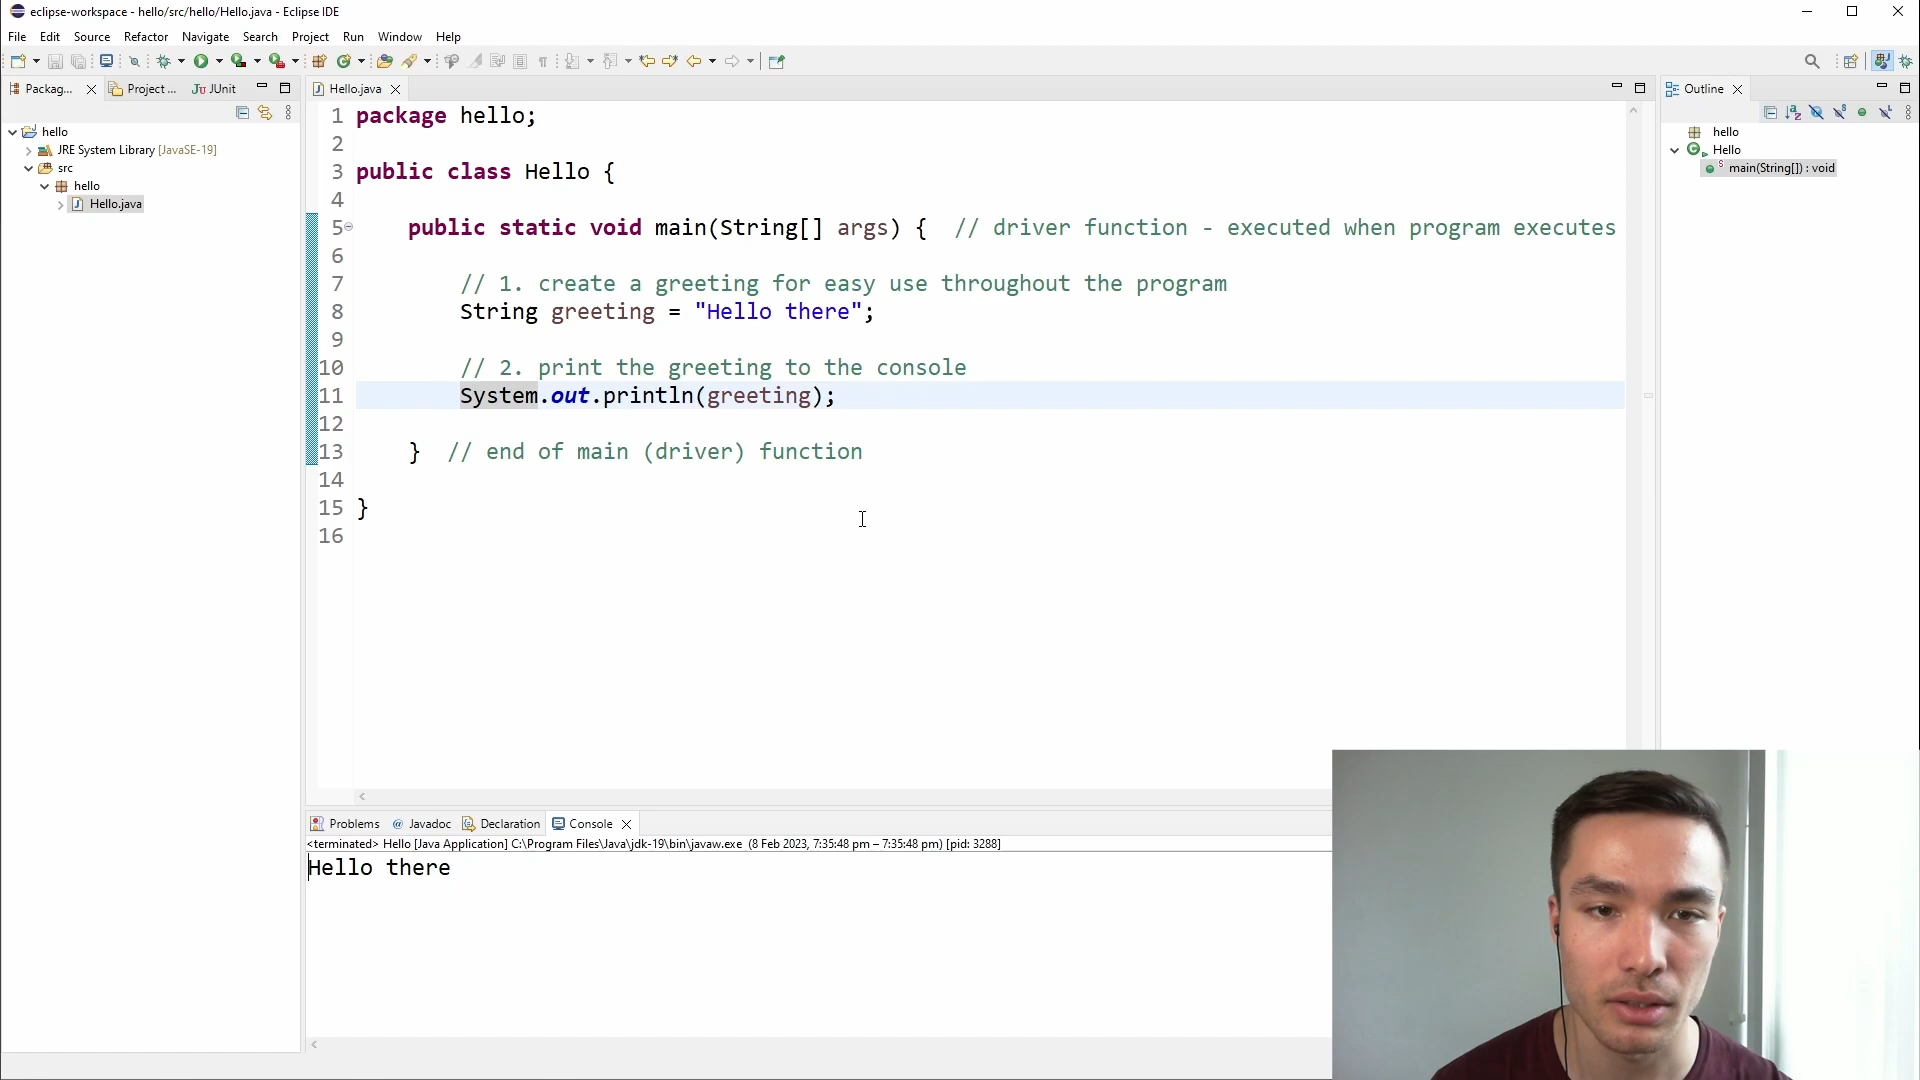 eclipse-workspace - hello/src/hello/Hello.java - Eclipse IDE
File Edit Source Refactor Navigate Search Project Run Window Help
Packag... Project ... JUnit
hello
JRE System Library [JavaSE-19]
src
hello
Hello.java
Hello.java
1 package hello;
2
3 public class Hello {
4
5 public static void main(String[] args) { // driver function - executed when program executes
6
7 // 1. create a greeting for easy use throughout the program
8 String greeting = "Hello there";
9
10 // 2. print the greeting to the console
11 System.out.println(greeting);
12
13 } // end of main (driver) function
14
15 }
16
Outline
hello
Hello
main(String[]) : void
Problems @ Javadoc Declaration Console
<terminated> Hello [Java Application] C:\Program Files\Java\jdk-19\bin\javaw.exe (8 Feb 2023, 7:35:48 pm – 7:35:48 pm) [pid: 3288]
Hello there